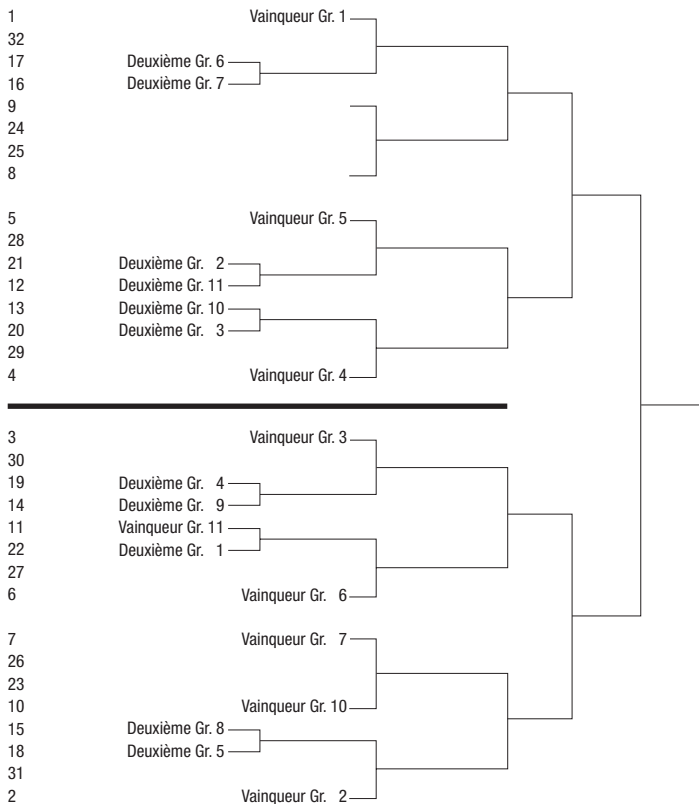 1 Vainqueur Gr. 1
32
17 Deuxième Gr. 6
16 Deuxième Gr. 7
9
24
25
8
5 Vainqueur Gr. 5
28
21 Deuxième Gr. 2
12 Deuxième Gr. 11
13 Deuxième Gr. 10
20 Deuxième Gr. 3
29
4 Vainqueur Gr. 4
3 Vainqueur Gr. 3
30
19 Deuxième Gr. 4
14 Deuxième Gr. 9
11 Vainqueur Gr. 11
22 Deuxième Gr. 1
27
6 Vainqueur Gr. 6
7 Vainqueur Gr. 7
26
23
10 Vainqueur Gr. 10
15 Deuxième Gr. 8
18 Deuxième Gr. 5
31
2 Vainqueur Gr. 2